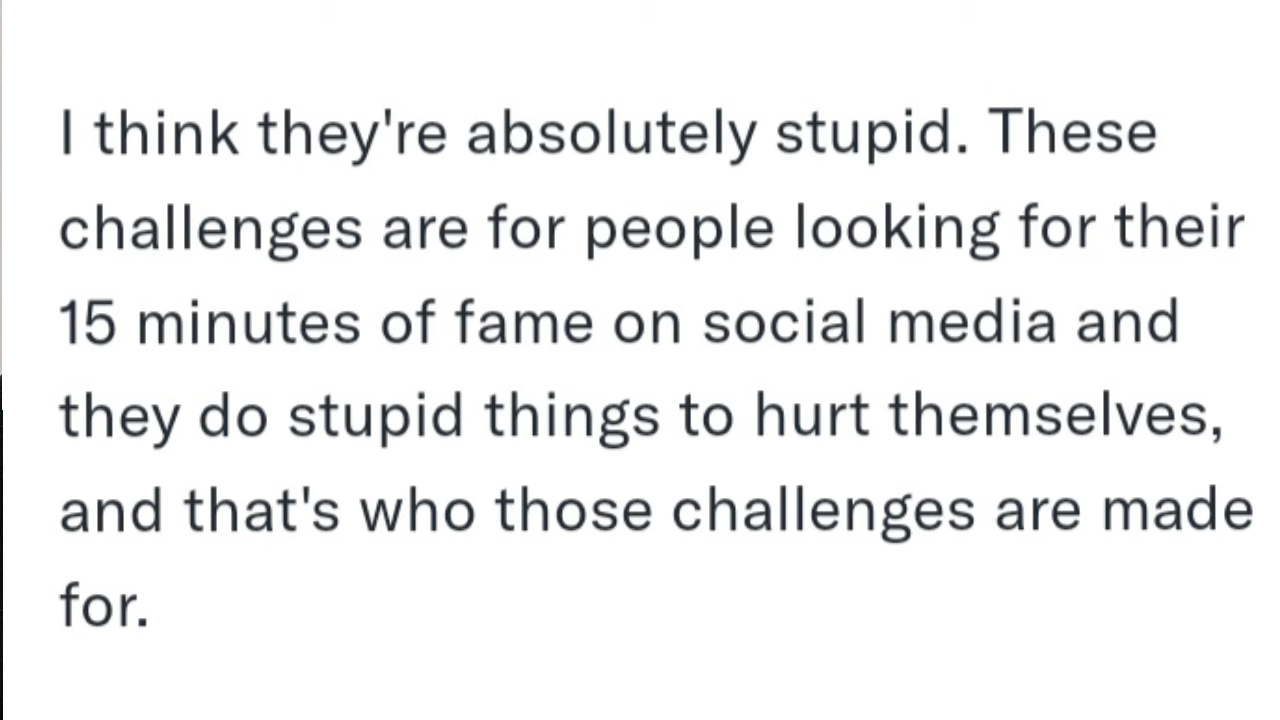 I think they're absolutely stupid. These
challenges are for people looking for their
15 minutes of fame on social media and
they do stupid things to hurt themselves,
and that's who those challenges are made
for.